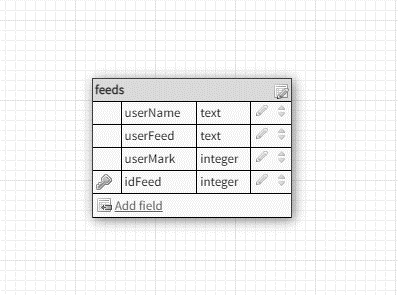 feeds
userName text
userFeed text
userMark integer
idFeed integer
Add field